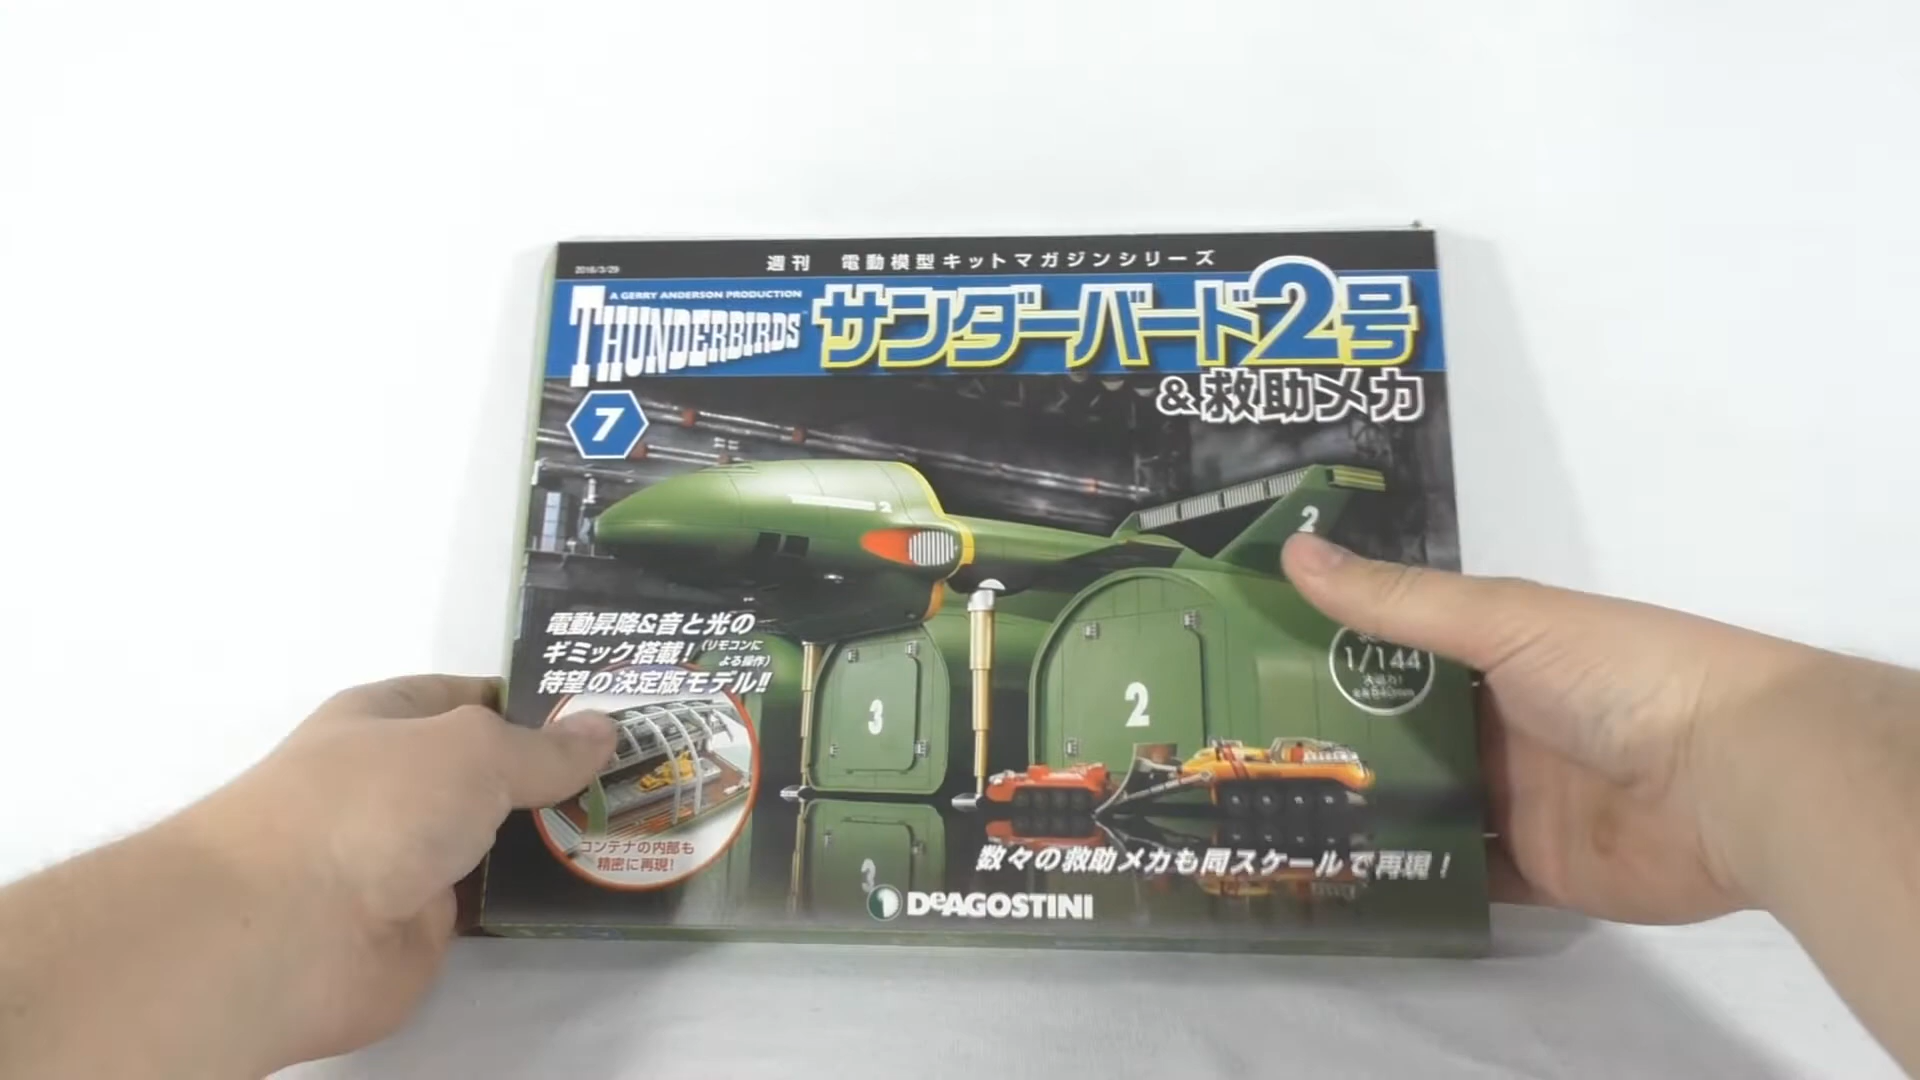 週刊 電動模型キットマガジンシリーズ
2016/3/29
A GERRY ANDERSON PRODUCTION
THUNDERBIRDS
サンダーバード2号
&救助メカ
7
2
2
電動昇降&音と光の
ギミック搭載!(リモコンによる操作)
待望の決定版モデル!!
1/144
3
2
コンテナの内部も
精密に再現!
数々の救助メカも同スケールで再現!
3
DeAGOSTINI